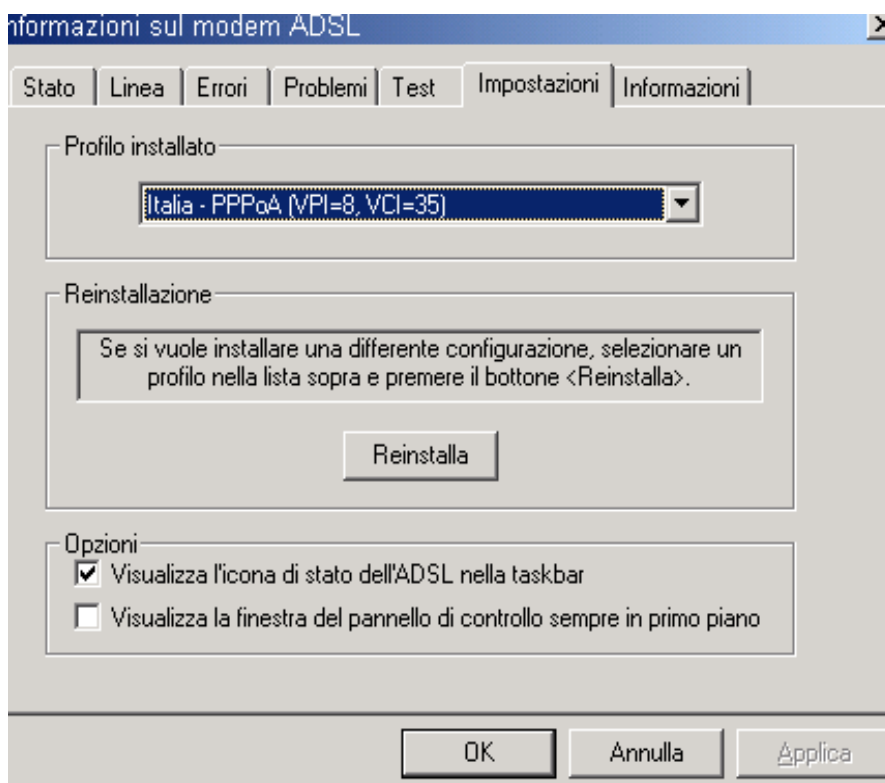 nformazioni sul modem ADSL
Stato Linea Errori Problemi Test Impostazioni Informazioni
Profilo installato
Italia - PPPoA (VPI=8, VCI=35)
Reinstallazione
Se si vuole installare una differente configurazione, selezionare un
profilo nella lista sopra e premere il bottone <Reinstalla>.
Reinstalla
Opzioni
Visualizza l'icona di stato dell'ADSL nella taskbar
Visualizza la finestra del pannello di controllo sempre in primo piano
OK Annulla Applica